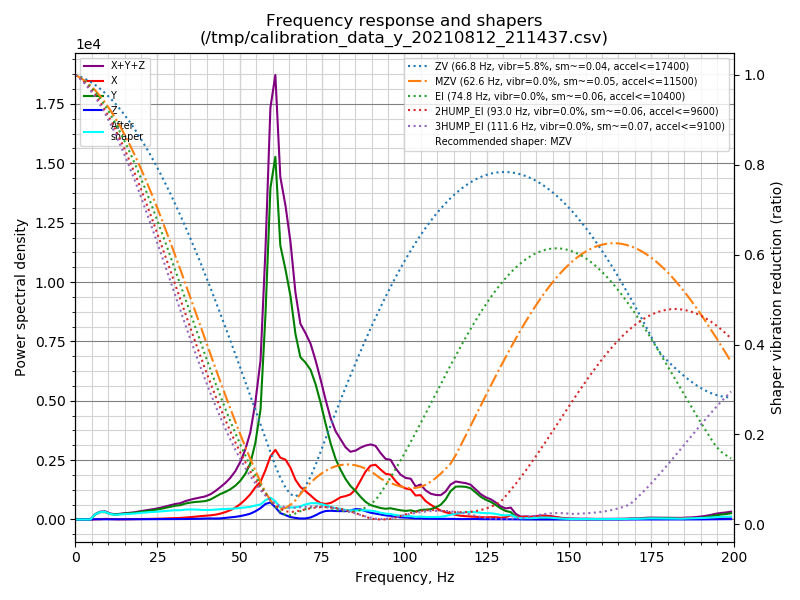 Frequency response and shapers
(/tmp/calibration_data_y_20210812_211437.csv)
1e4
X+Y+Z
X
Y
Z
After
shaper
ZV (66.8 Hz, vibr=5.8%, sm~=0.04, accel<=17400)
MZV (62.6 Hz, vibr=0.0%, sm~=0.05, accel<=11500)
EI (74.8 Hz, vibr=0.0%, sm~=0.06, accel<=10400)
2HUMP_EI (93.0 Hz, vibr=0.0%, sm~=0.06, accel<=9600)
3HUMP_EI (111.6 Hz, vibr=0.0%, sm~=0.07, accel<=9100)
Recommended shaper: MZV
1.75
1.50
1.25
1.00
0.75
0.50
0.25
0.00
Power spectral density
1.0
0.8
0.6
0.4
0.2
0.0
Shaper vibration reduction (ratio)
0 25 50 75 100 125 150 175 200
Frequency, Hz